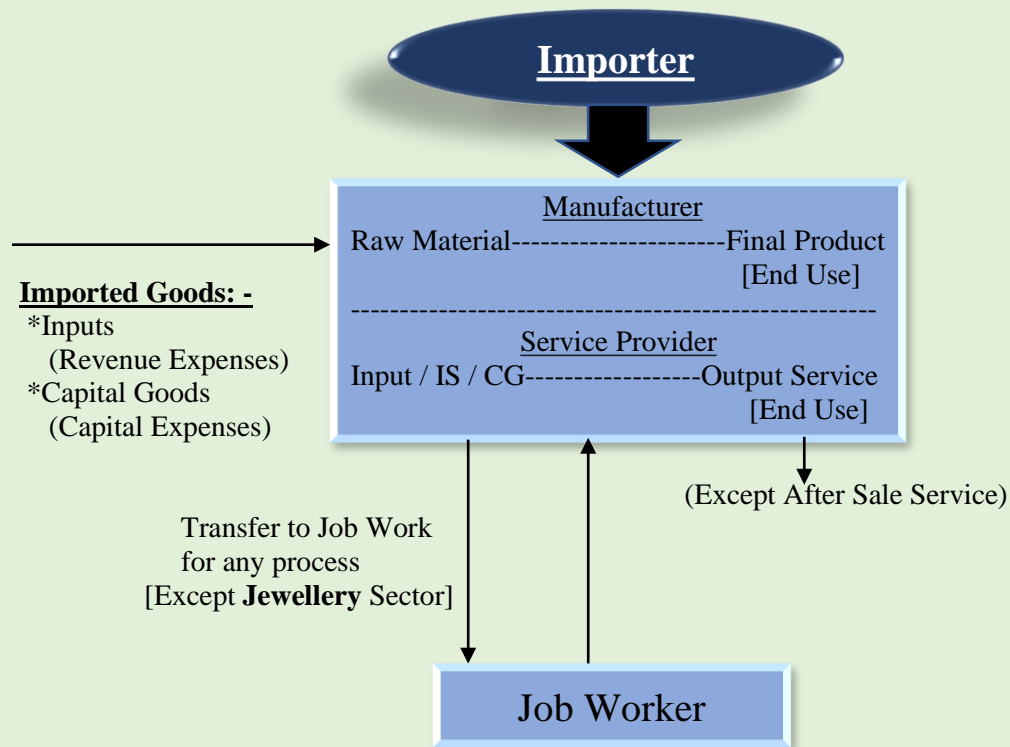 Importer
Manufacturer
Raw Material----------------------Final Product
[End Use]
------------------------------------------------------
Service Provider
Input / IS / CG------------------Output Service
[End Use]
Imported Goods: -
*Inputs
(Revenue Expenses)
*Capital Goods
(Capital Expenses)
(Except After Sale Service)
Transfer to Job Work
for any process
[Except Jewellery Sector]
Job Worker